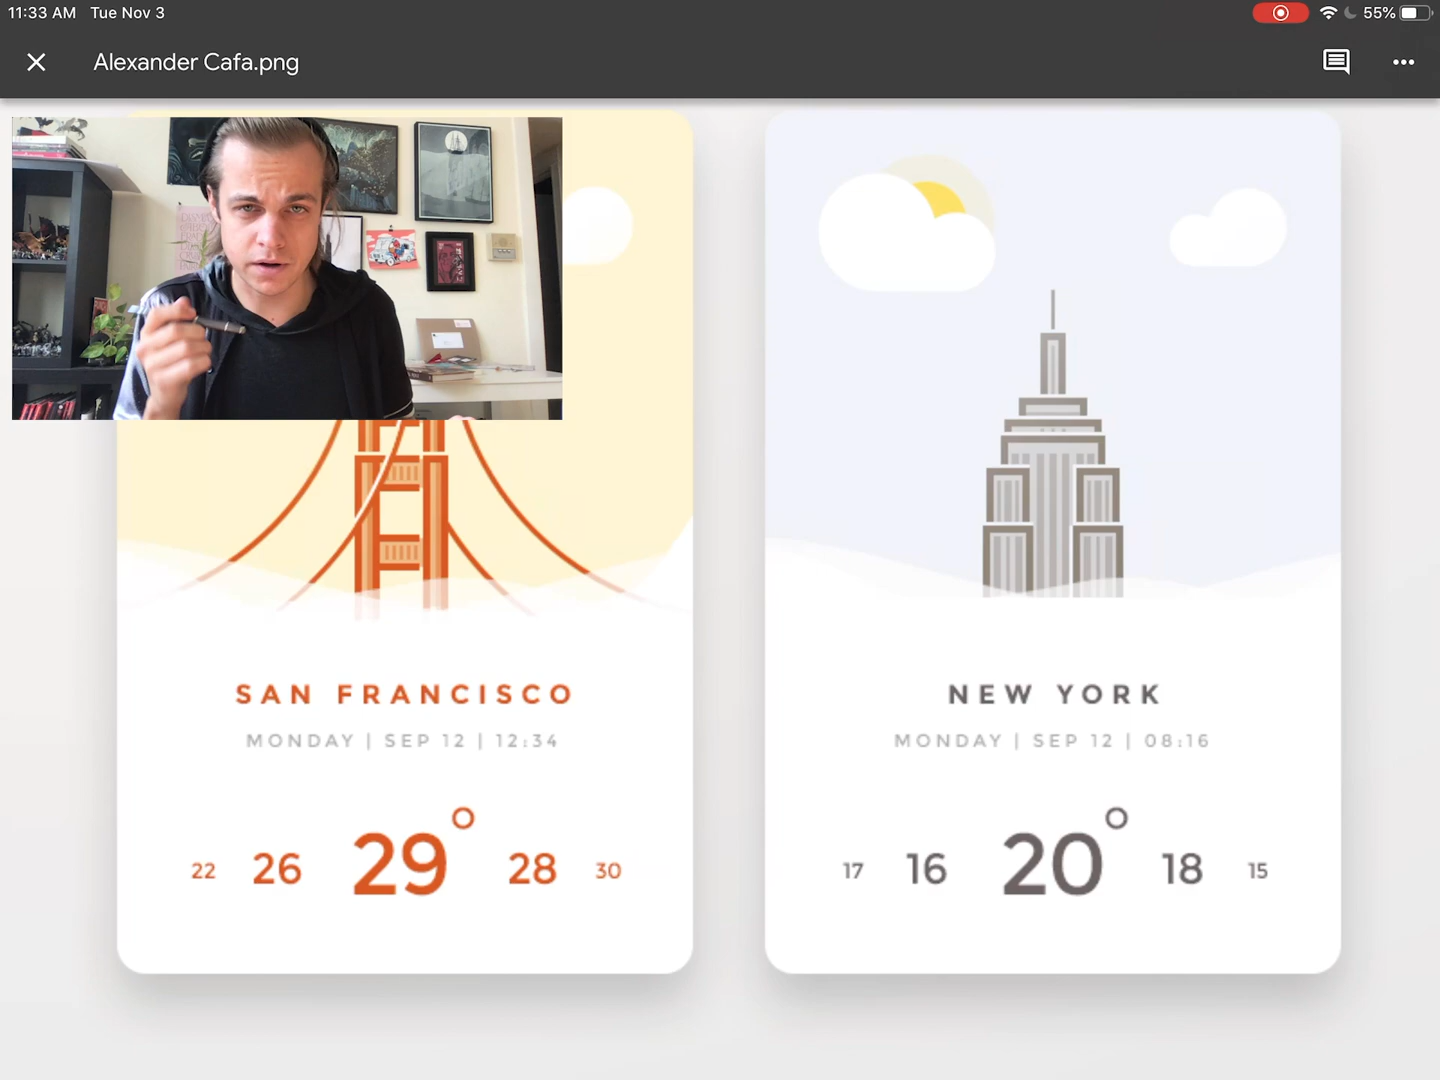 11:33 AM Tue Nov 3
55%
Alexander Cafa.png
SAN FRANCISCO
MONDAY | SEP 12 | 12:34
22 26 29° 28 30
NEW YORK
MONDAY | SEP 12 | 08:16
17 16 20° 18 15